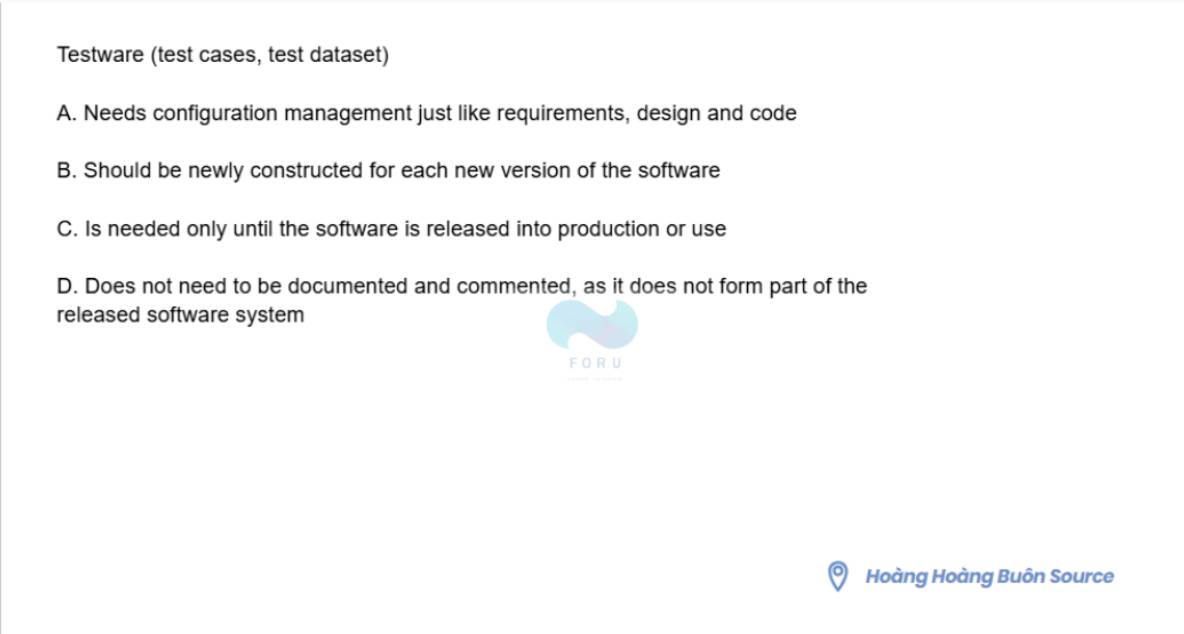 Testware (test cases, test dataset)
A. Needs configuration management just like requirements, design and code
B. Should be newly constructed for each new version of the software
C. Is needed only until the software is released into production or use
D. Does not need to be documented and commented, as it does not form part of the
released software system
FORU
Hoàng Hoàng Buôn Source